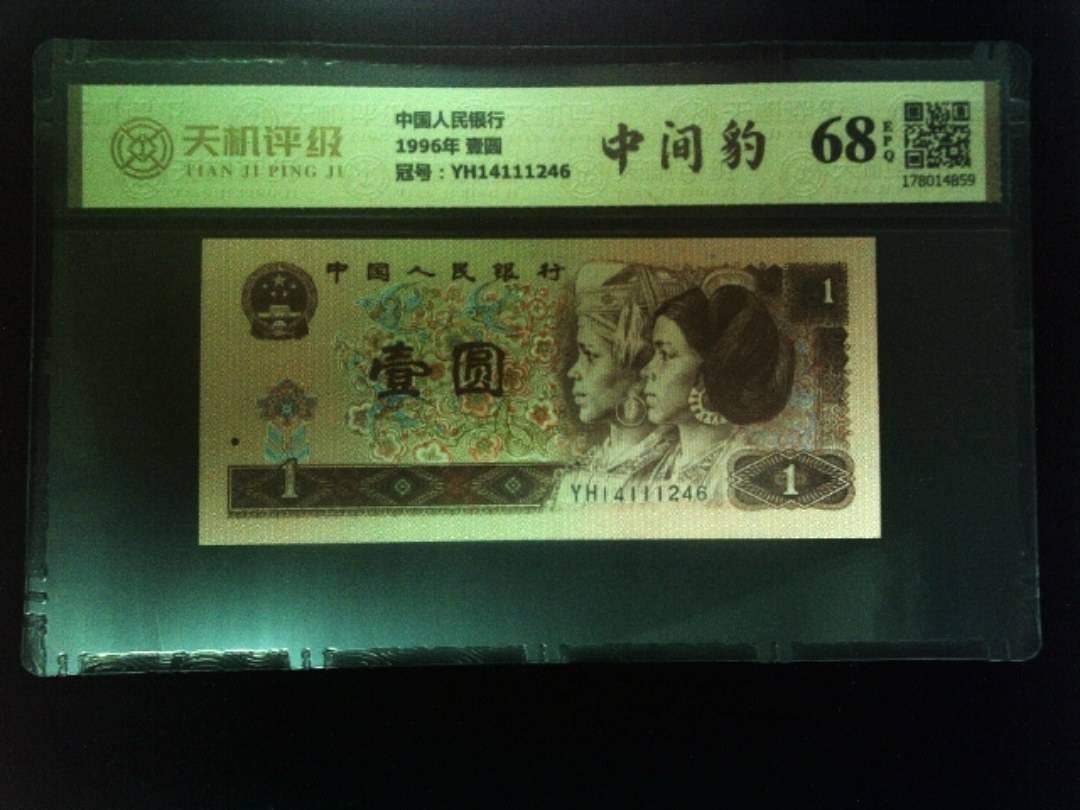 天机评级
TIAN JI PING JI
中国人民银行
1996年 壹圆
冠号：YH14111246
中间豹
68
EPQ
178014859
中国人民银行
1
壹圆
1
YH14111246
1